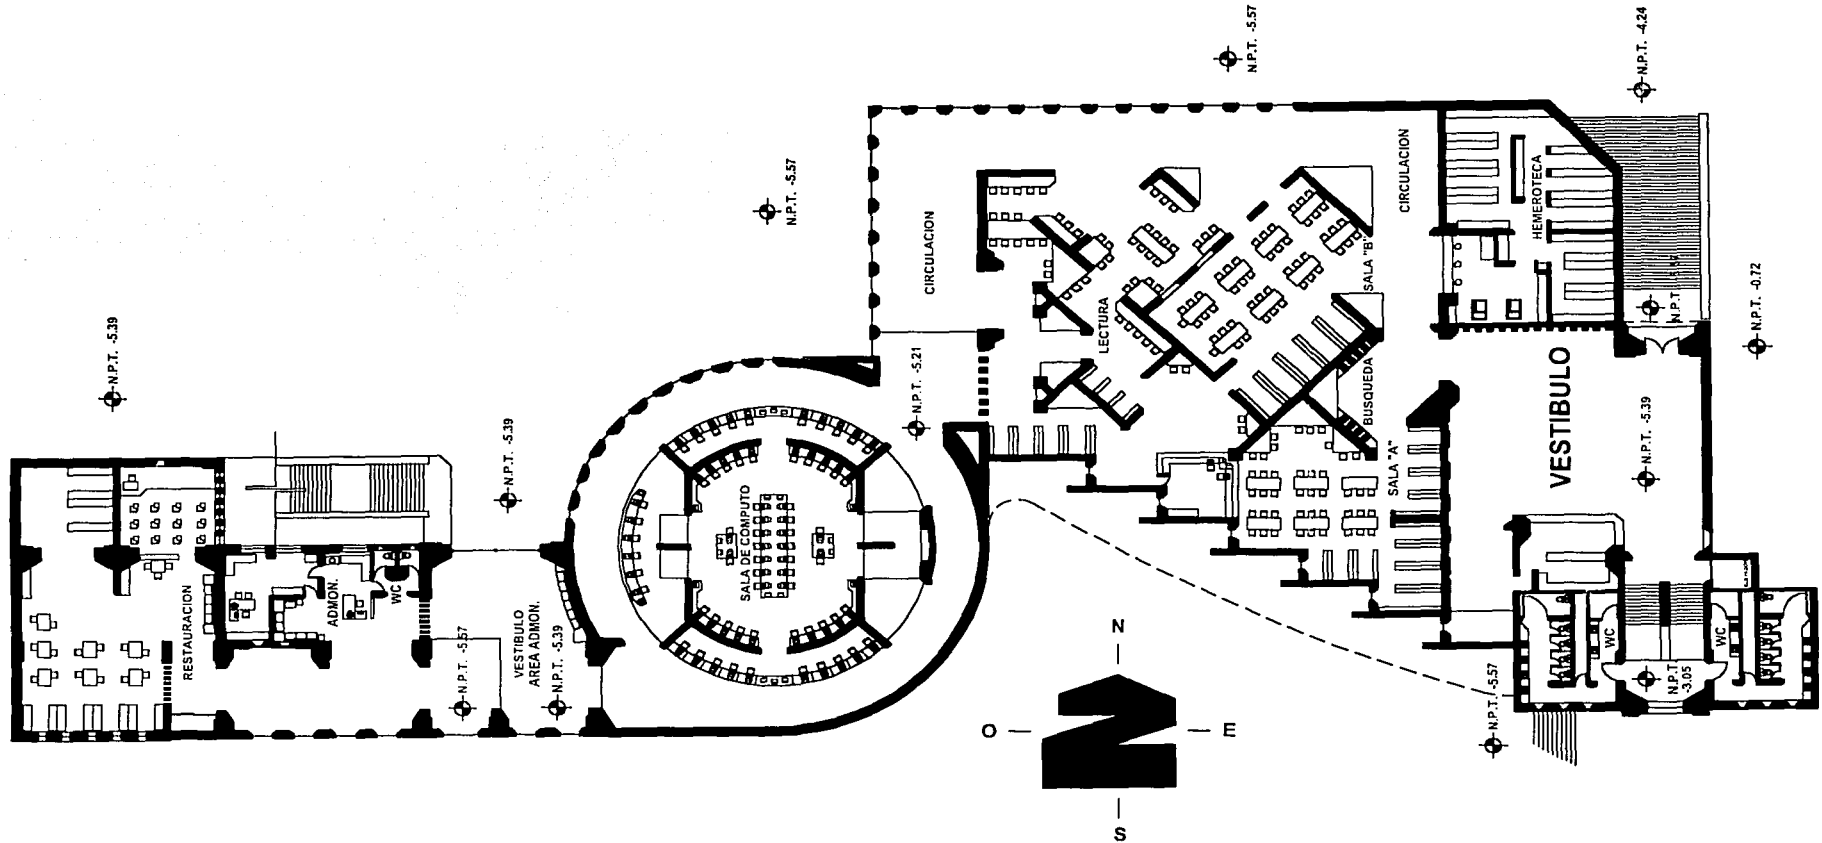 N.P.T. -5.57
N.P.T. -4.24
N.P.T. -5.57
CIRCULACION
HEMEROTECA
CIRCULACION
SALA "B"
N.P.T. -0.72
N.P.T.
LECTURA
N.P.T. -5.39
N.P.T. -5.21
BUSQUEDA
VESTIBULO
N.P.T. -5.39
N.P.T. -5.39
SALA "A"
SALA DE COMPUTO
ADMON.
WC
RESTAURACION
VESTIBULO
AREA ADMON.
N.P.T. -5.39
N.P.T. -5.57
WC
WC
N.P.T.
-3.05
N.P.T. -5.57
N
O
E
S